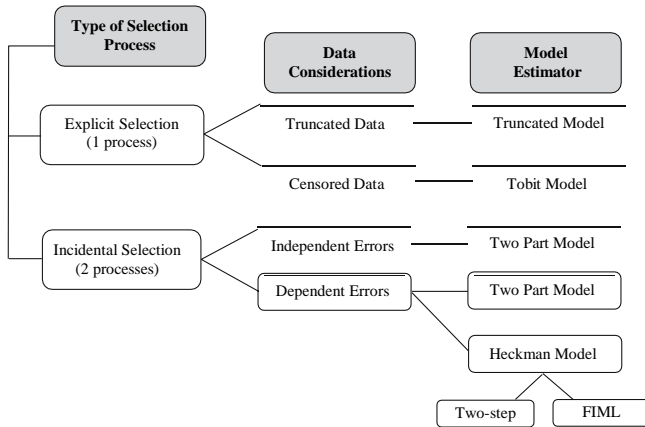 Type of Selection
Process
Data
Considerations
Model
Estimator
Explicit Selection
(1 process)
Truncated Data
Truncated Model
Censored Data
Tobit Model
Incidental Selection
(2 processes)
Independent Errors
Two Part Model
Dependent Errors
Two Part Model
Heckman Model
Two-step
FIML